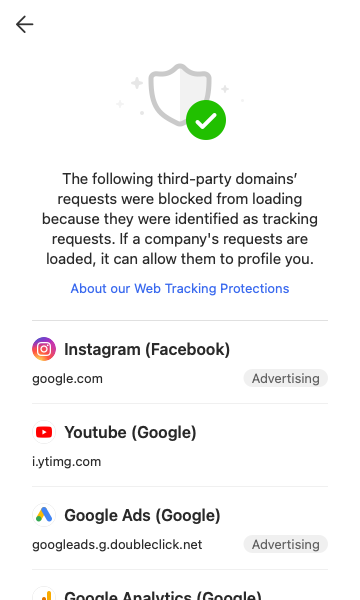 The following third-party domains’
requests were blocked from loading
because they were identified as tracking
requests. If a company's requests are
loaded, it can allow them to profile you.
About our Web Tracking Protections
Instagram (Facebook)
google.com Advertising
Youtube (Google)
i.ytimg.com
Google Ads (Google)
googleads.g.doubleclick.net Advertising
Google Analytics (Google)